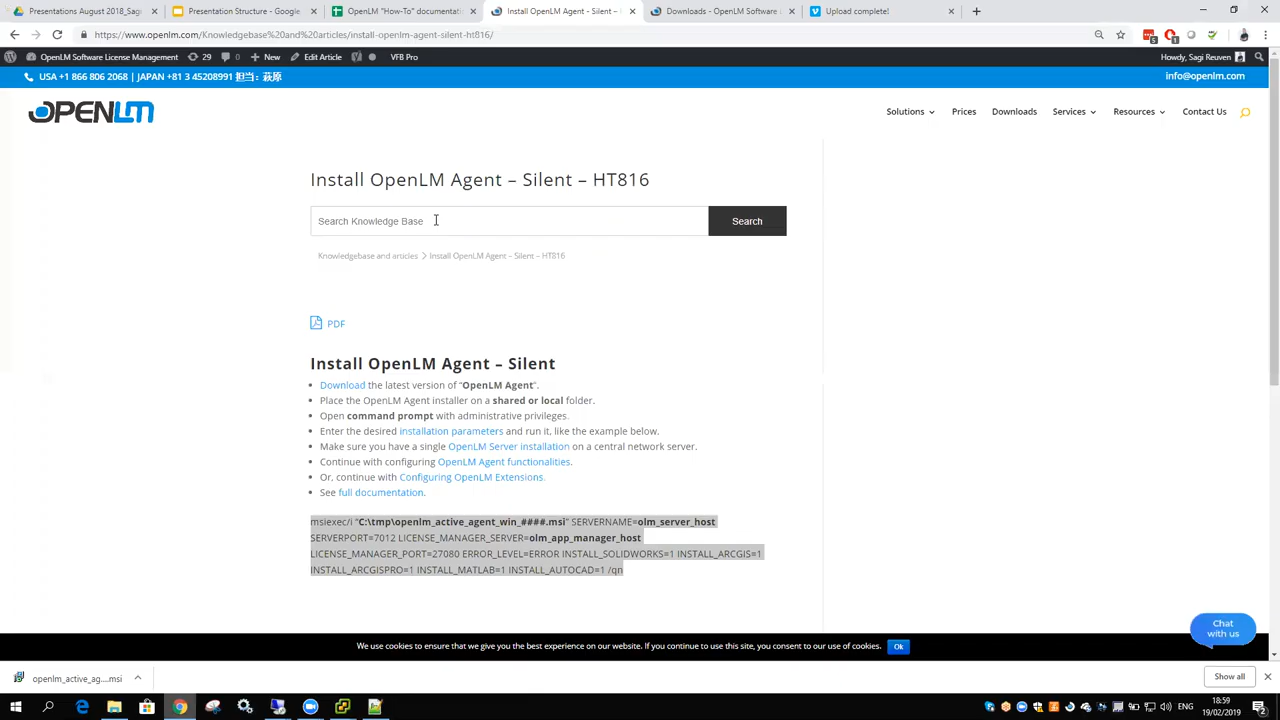 Presentations August 2018_Sagi
Presentation Structure - Google
OpenLM "How-To" documentati
Install OpenLM Agent – Silent –
Downloads - OpenLM Software
Upload complete!
https://www.openlm.com/Knowledgebase%20and%20articles/install-openlm-agent-silent-ht816/
OpenLM Software License Management 29 0 New Edit Article VFB Pro Howdy, Sagi Reuven
USA +1 866 806 2068 | JAPAN +81 3 45208991 担当：萩原 info@openlm.com
OPENLM Solutions Prices Downloads Services Resources Contact Us
Install OpenLM Agent – Silent – HT816
Search Knowledge Base Search
Knowledgebase and articles > Install OpenLM Agent – Silent – HT816
PDF
Install OpenLM Agent – Silent
• Download the latest version of "OpenLM Agent".
• Place the OpenLM Agent installer on a shared or local folder.
• Open command prompt with administrative privileges.
• Enter the desired installation parameters and run it, like the example below.
• Make sure you have a single OpenLM Server installation on a central network server.
• Continue with configuring OpenLM Agent functionalities.
• Or, continue with Configuring OpenLM Extensions.
• See full documentation.
msiexec/i "C:\tmp\openlm_active_agent_win_####.msi" SERVERNAME=olm_server_host
SERVERPORT=7012 LICENSE_MANAGER_SERVER=olm_app_manager_host
LICENSE_MANAGER_PORT=27080 ERROR_LEVEL=ERROR INSTALL_SOLIDWORKS=1 INSTALL_ARCGIS=1
INSTALL_ARCGISPRO=1 INSTALL_MATLAB=1 INSTALL_AUTOCAD=1 /qn
Chat
with us
We use cookies to ensure that we give you the best experience on our website. If you continue to use this site, you consent to our use of cookies. Ok
openlm_active_ag....msi Show all
ENG
18:59
19/02/2019
2